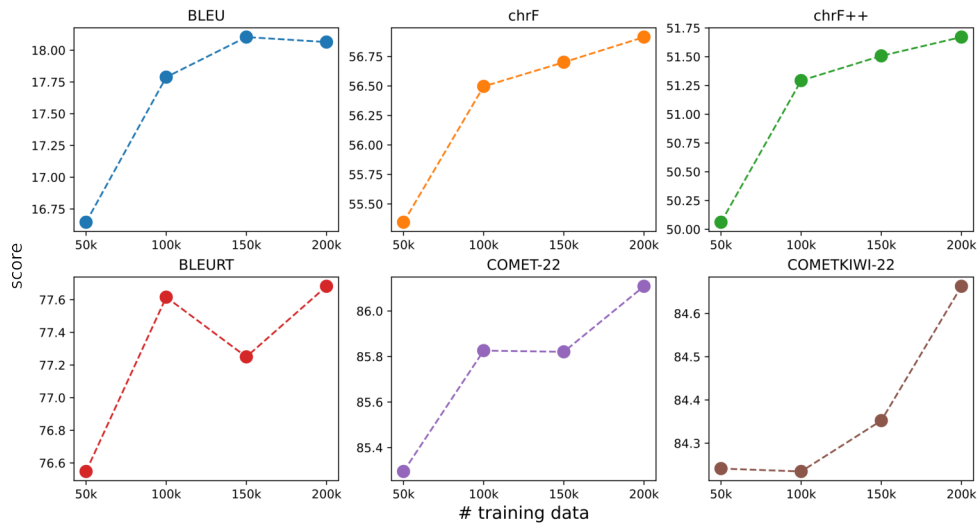 BLEU
18.00
17.75
17.50
17.25
17.00
16.75
50k 100k 150k 200k
chrF
56.75
56.50
56.25
56.00
55.75
55.50
50k 100k 150k 200k
chrF++
51.75
51.50
51.25
51.00
50.75
50.50
50.25
50.00
50k 100k 150k 200k
score
BLEURT
77.6
77.4
77.2
77.0
76.8
76.6
50k 100k 150k 200k
COMET-22
86.0
85.8
85.6
85.4
50k 100k 150k 200k
COMETKIWI-22
84.6
84.5
84.4
84.3
50k 100k 150k 200k
# training data